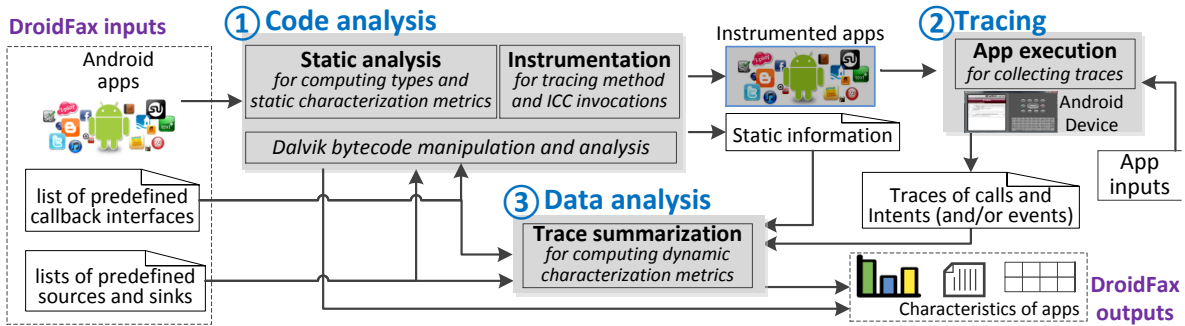 DroidFax inputs
Android
apps
list of predefined
callback interfaces
lists of predefined
sources and sinks
1 Code analysis
Static analysis
for computing types and
static characterization metrics
Instrumentation
for tracing method
and ICC invocations
Dalvik bytecode manipulation and analysis
Instrumented apps
Static information
2 Tracing
App execution
for collecting traces
Android
Device
App
inputs
Traces of calls and
Intents (and/or events)
3 Data analysis
Trace summarization
for computing dynamic
characterization metrics
Characteristics of apps
DroidFax
outputs